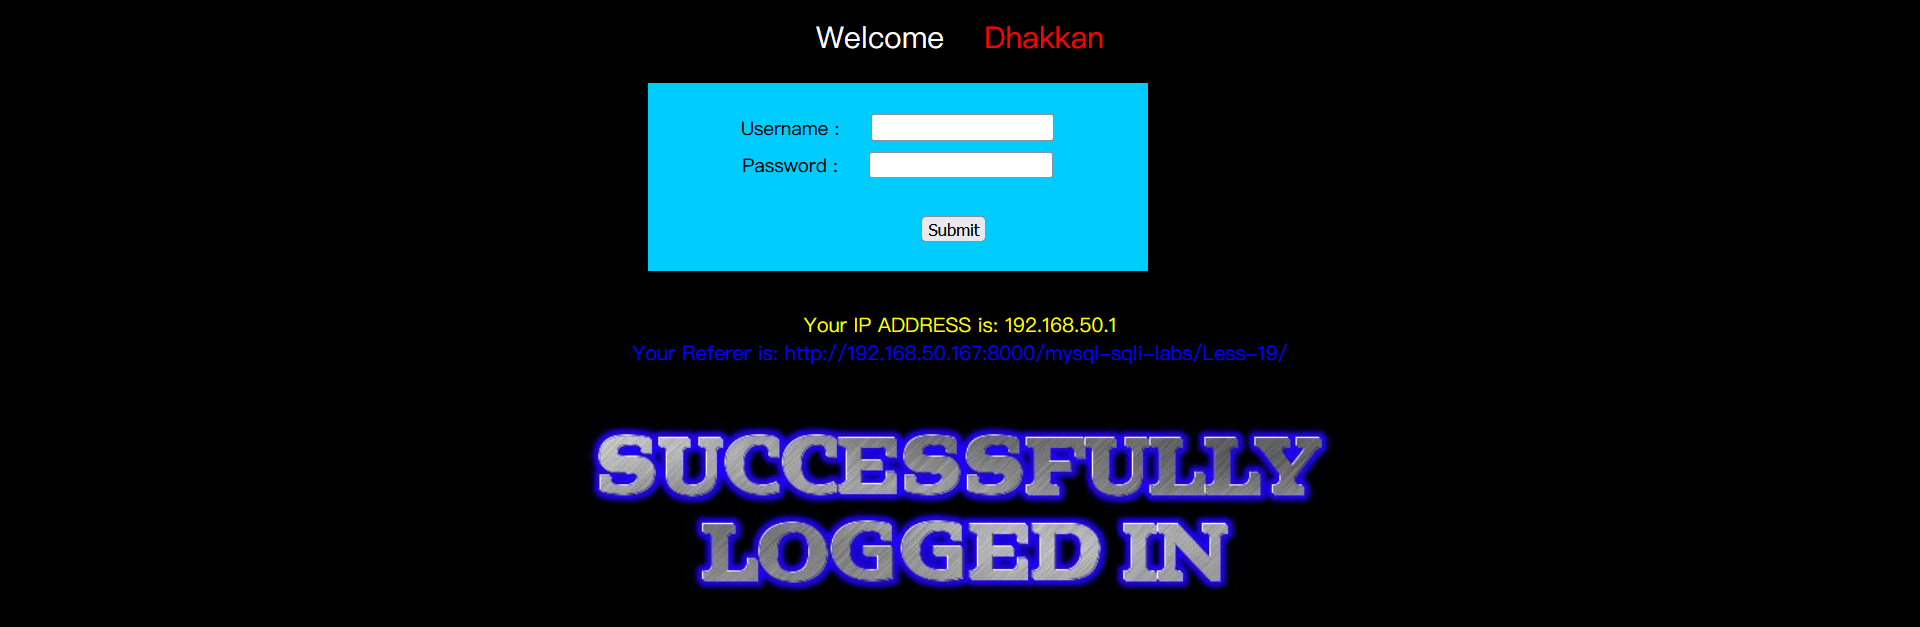 Welcome Dhakkan
Username :
Password :
Submit
Your IP ADDRESS is: 192.168.50.1
Your Referer is: http://192.168.50.167:8000/mysql-sqli-labs/Less-19/
SUCCESSFULLY
LOGGED IN